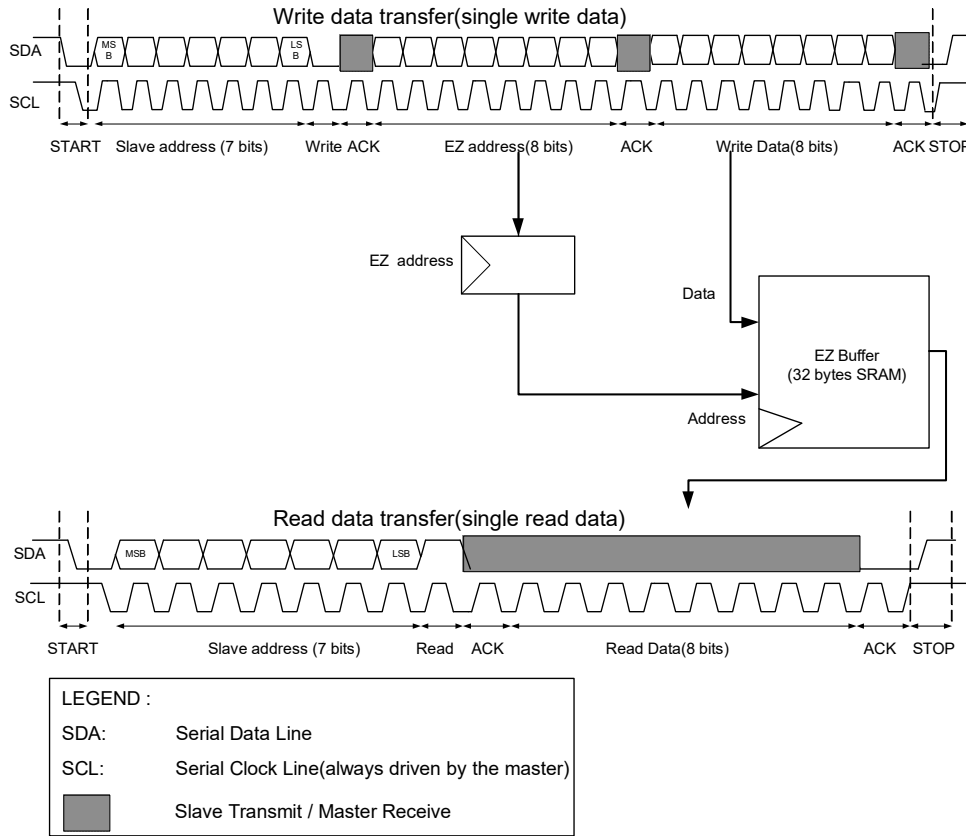 Write data transfer(single write data)
SDA
MS
B
LS
B
SCL
START Slave address (7 bits) Write ACK EZ address(8 bits) ACK Write Data(8 bits) ACK STOP
EZ address
Data
EZ Buffer
(32 bytes SRAM)
Address
Read data transfer(single read data)
SDA
MSB LSB
SCL
START Slave address (7 bits) Read ACK Read Data(8 bits) ACK STOP
LEGEND :
SDA: Serial Data Line
SCL: Serial Clock Line(always driven by the master)
Slave Transmit / Master Receive